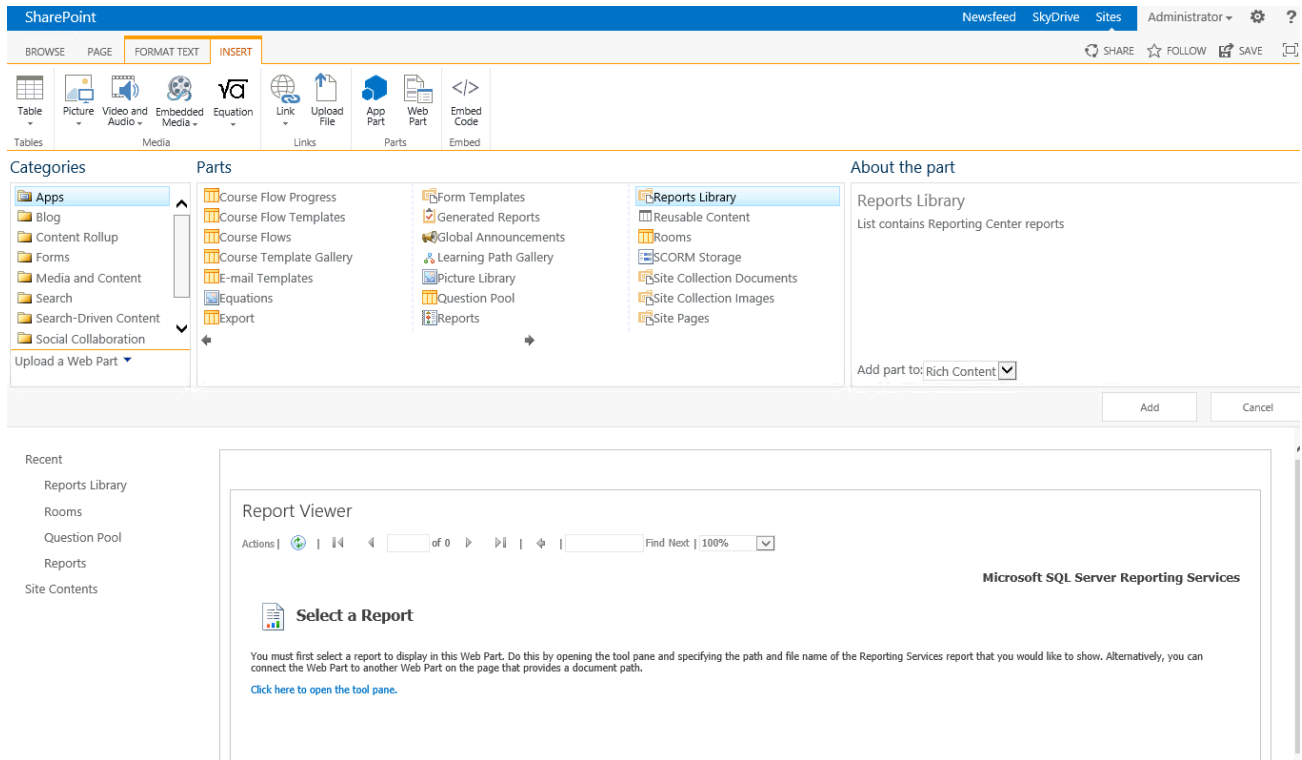 SharePoint Newsfeed SkyDrive Sites Administrator ?
BROWSE PAGE FORMAT TEXT INSERT SHARE FOLLOW SAVE
Table Picture Video and Audio Embedded Media Equation Link Upload File App Part Web Part Embed Code
Tables Media Links Parts Embed
Categories
Apps
Blog
Content Rollup
Forms
Media and Content
Search
Search-Driven Content
Social Collaboration
Upload a Web Part
Parts
Course Flow Progress
Course Flow Templates
Course Flows
Course Template Gallery
E-mail Templates
Equations
Export
Form Templates
Generated Reports
Global Announcements
Learning Path Gallery
Picture Library
Question Pool
Reports
Reports Library
Reusable Content
Rooms
SCORM Storage
Site Collection Documents
Site Collection Images
Site Pages
About the part
Reports Library
List contains Reporting Center reports
Add part to: Rich Content
Add Cancel
Recent
Reports Library
Rooms
Question Pool
Reports
Site Contents
Report Viewer
Actions | | of 0 | | Find Next | 100%
Microsoft SQL Server Reporting Services
Select a Report
You must first select a report to display in this Web Part. Do this by opening the tool pane and specifying the path and file name of the Reporting Services report that you would like to show. Alternatively, you can
connect the Web Part to another Web Part on the page that provides a document path.
Click here to open the tool pane.